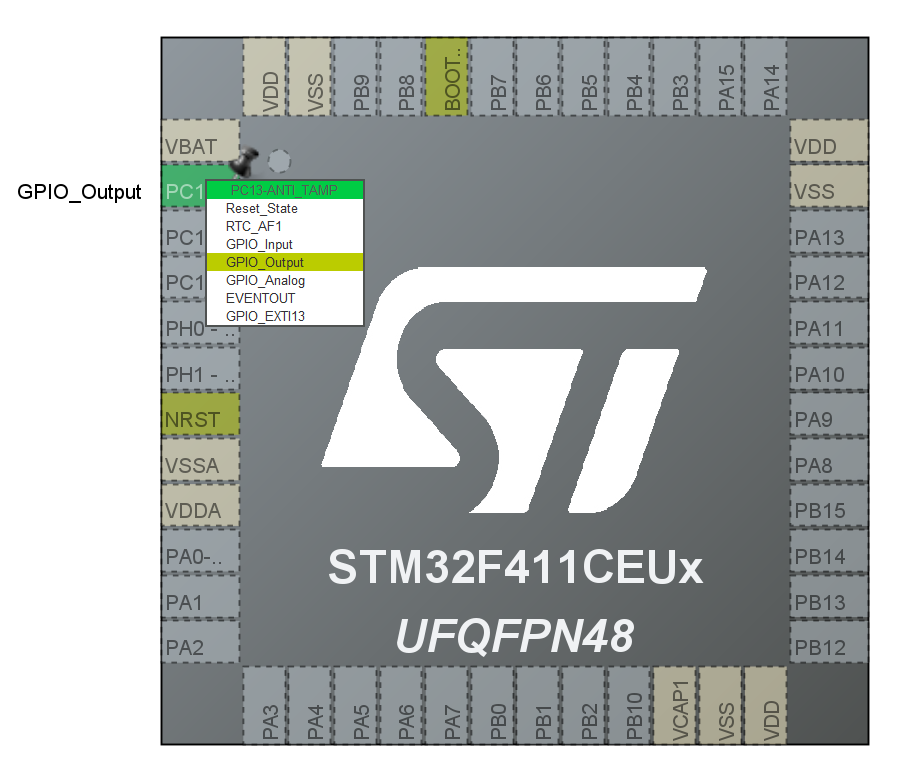 VDD
VSS
PB9
PB8
BOOT..
PB7
PB6
PB5
PB4
PB3
PA15
PA14
VBAT
GPIO_Output
PC1
PC1
PC1
PH0 - ..
PH1 - ..
NRST
VSSA
VDDA
PA0-..
PA1
PA2
PC13-ANTI_TAMP
Reset_State
RTC_AF1
GPIO_Input
GPIO_Output
GPIO_Analog
EVENTOUT
GPIO_EXTI13
ST
STM32F411CEUx
UFQFPN48
VDD
VSS
PA13
PA12
PA11
PA10
PA9
PA8
PB15
PB14
PB13
PB12
PA3
PA4
PA5
PA6
PA7
PB0
PB1
PB2
PB10
VCAP1
VSS
VDD